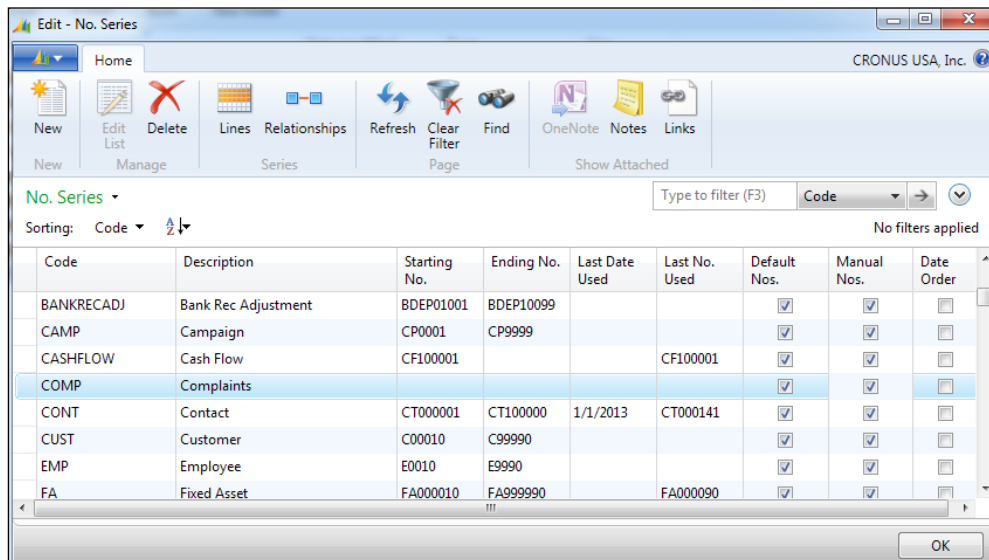 Edit - No. Series
Home
CRONUS USA, Inc.
New
Edit List
Delete
Lines
Relationships
Refresh
Clear Filter
Find
OneNote
Notes
Links
New
Manage
Series
Page
Show Attached
No. Series
Type to filter (F3)
Code
Sorting: Code
No filters applied
Code Description Starting No. Ending No. Last Date Used Last No. Used Default Nos. Manual Nos. Date Order
BANKRECADJ Bank Rec Adjustment BDEP01001 BDEP10099
CAMP Campaign CP0001 CP9999
CASHFLOW Cash Flow CF100001 CF100001
COMP Complaints
CONT Contact CT000001 CT100000 1/1/2013 CT000141
CUST Customer C00010 C99990
EMP Employee E0010 E9990
FA Fixed Asset FA000010 FA999990 FA000090
OK